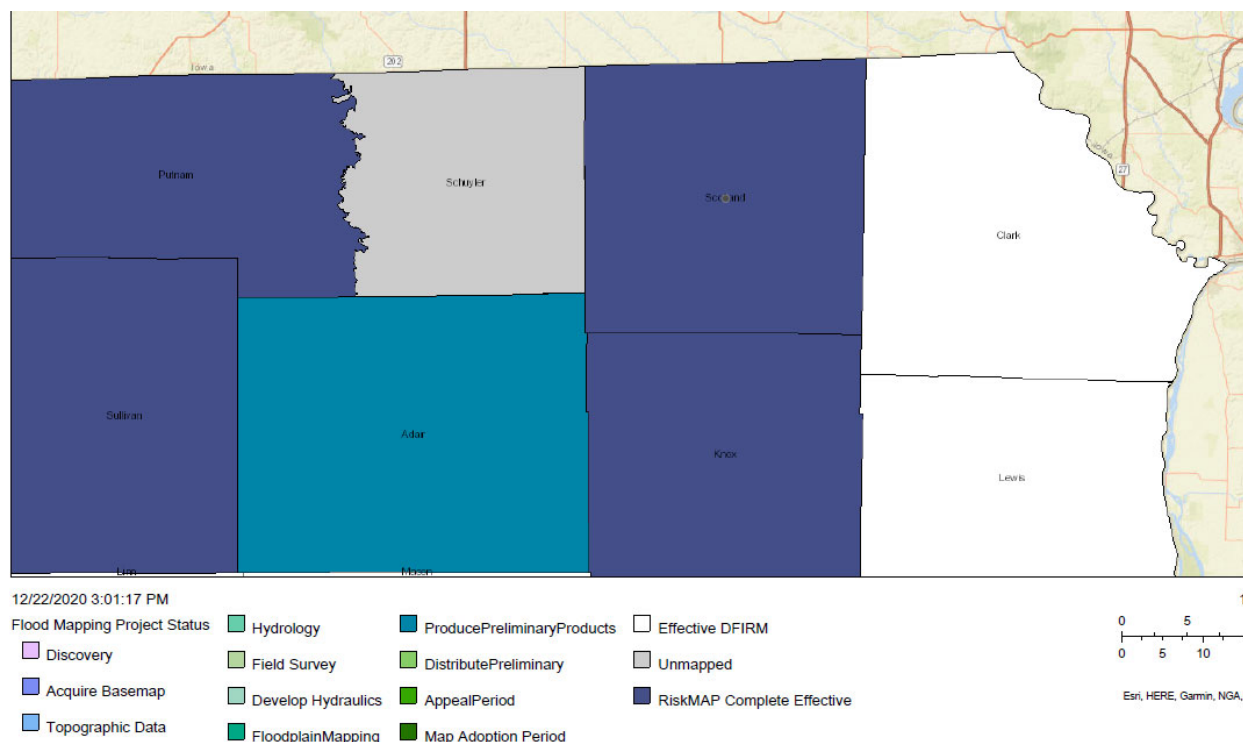 Iowa
202
Putnam
Schuyler
Iowa
27
Clark
Sullivan
Adair
Knox
Lewis
Linn
Macon
12/22/2020 3:01:17 PM
Flood Mapping Project Status
Discovery
Acquire Basemap
Topographic Data
Hydrology
Field Survey
Develop Hydraulics
FloodplainMapping
ProducePreliminaryProducts
DistributePreliminary
AppealPeriod
Map Adoption Period
Effective DFIRM
Unmapped
RiskMAP Complete Effective
0 5
0 5 10
Esri, HERE, Garmin, NGA,